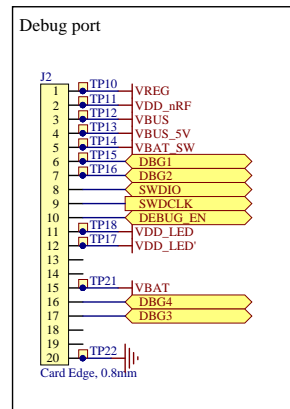 Debug port
J2
1 TP10 VREG
2 TP11 VDD_nRF
3 TP12 VBUS
4 TP13 VBUS_5V
5 TP14 VBAT_SW
6 TP15 DBG1
7 TP16 DBG2
8 SWDIO
9 SWDCLK
10 DEBUG_EN
11 TP18 VDD_LED
12 TP17 VDD_LED'
13
14
15 TP21 VBAT
16 DBG4
17 DBG3
18
19
20 TP22
Card Edge, 0.8mm